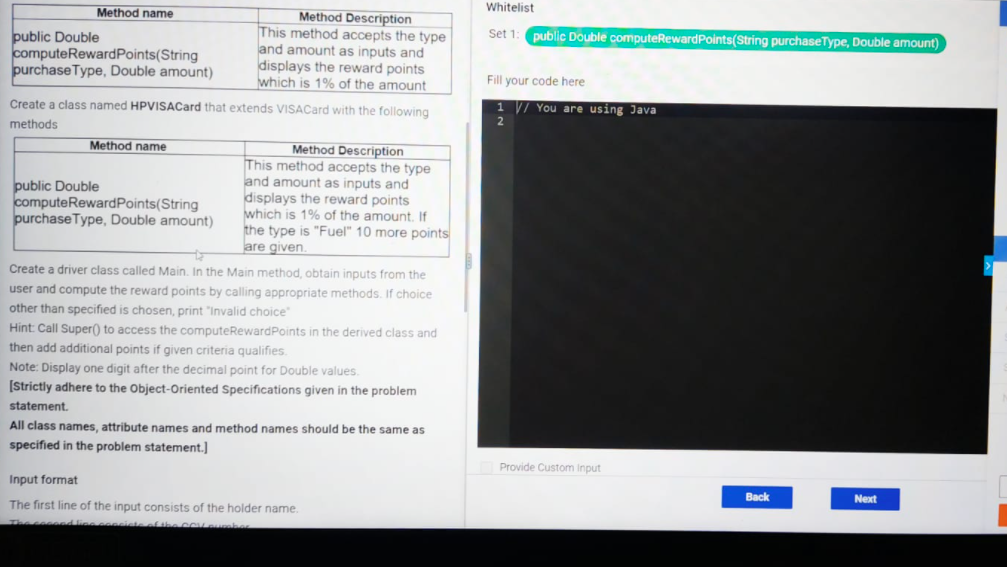 Method name
Method Description
public Double
computeRewardPoints(String
purchaseType, Double amount)
This method accepts the type
and amount as inputs and
displays the reward points
which is 1% of the amount
Create a class named HPVISACard that extends VISACard with the following
methods
Method name
Method Description
public Double
computeRewardPoints(String
purchaseType, Double amount)
This method accepts the type
and amount as inputs and
displays the reward points
which is 1% of the amount. If
the type is "Fuel" 10 more points
are given.
Create a driver class called Main. In the Main method, obtain inputs from the
user and compute the reward points by calling appropriate methods. If choice
other than specified is chosen, print "Invalid choice"
Hint: Call Super() to access the computeRewardPoints in the derived class and
then add additional points if given criteria qualifies.
Note: Display one digit after the decimal point for Double values.
[Strictly adhere to the Object-Oriented Specifications given in the problem
statement.
All class names, attribute names and method names should be the same as
specified in the problem statement.]
Input format
The first line of the input consists of the holder name.
The second line consists of the CCV number
Whitelist
Set 1: public Double computeRewardPoints(String purchaseType, Double amount)
Fill your code here
1 // You are using Java
2
Provide Custom Input
Back
Next